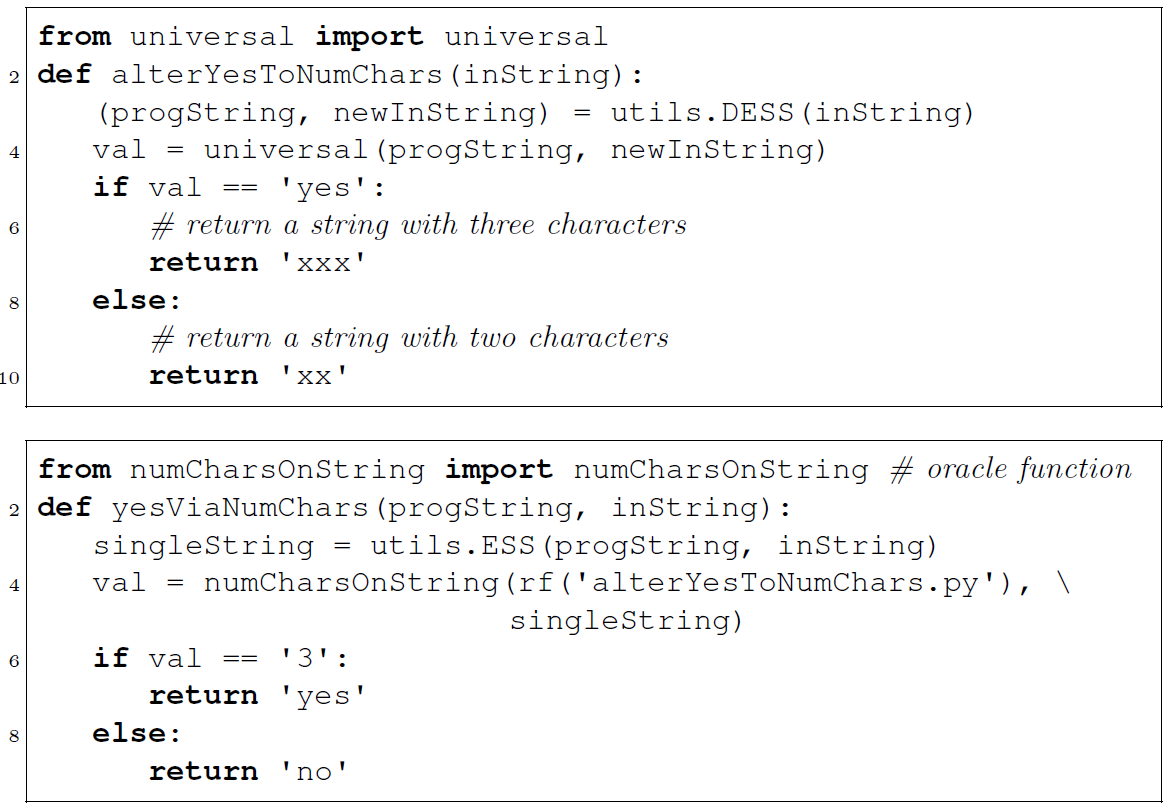 from universal import universal
2 def alterYesToNumChars(inString):
(progString, newInString) = utils.DESS(inString)
4 val = universal(progString, newInString)
if val == 'yes':
6 # return a string with three characters
return 'xxx'
8 else:
# return a string with two characters
10 return 'xx'
from numCharsOnString import numCharsOnString # oracle function
2 def yesViaNumChars(progString, inString):
singleString = utils.ESS(progString, inString)
4 val = numCharsOnString(rf('alterYesToNumChars.py'), \
singleString)
6 if val == '3':
return 'yes'
8 else:
return 'no'